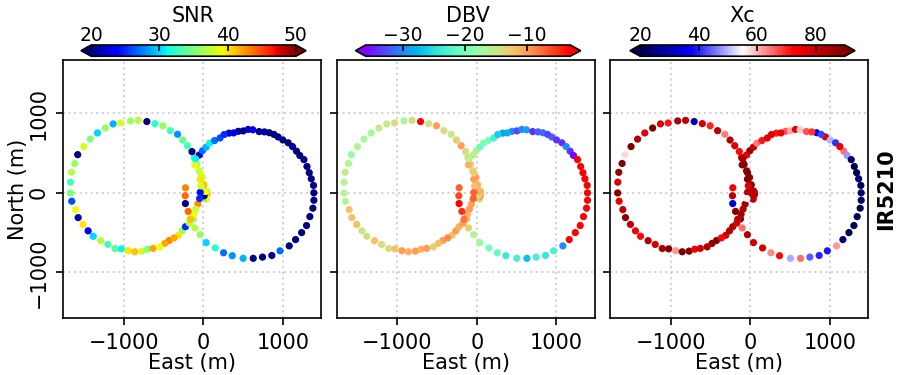 SNR DBV Xc
20 30 40 50 −30 −20 −10 20 40 60 80
1000
0
−1000
North (m)
IR5210
−1000 0 1000 −1000 0 1000 −1000 0 1000
East (m) East (m) East (m)